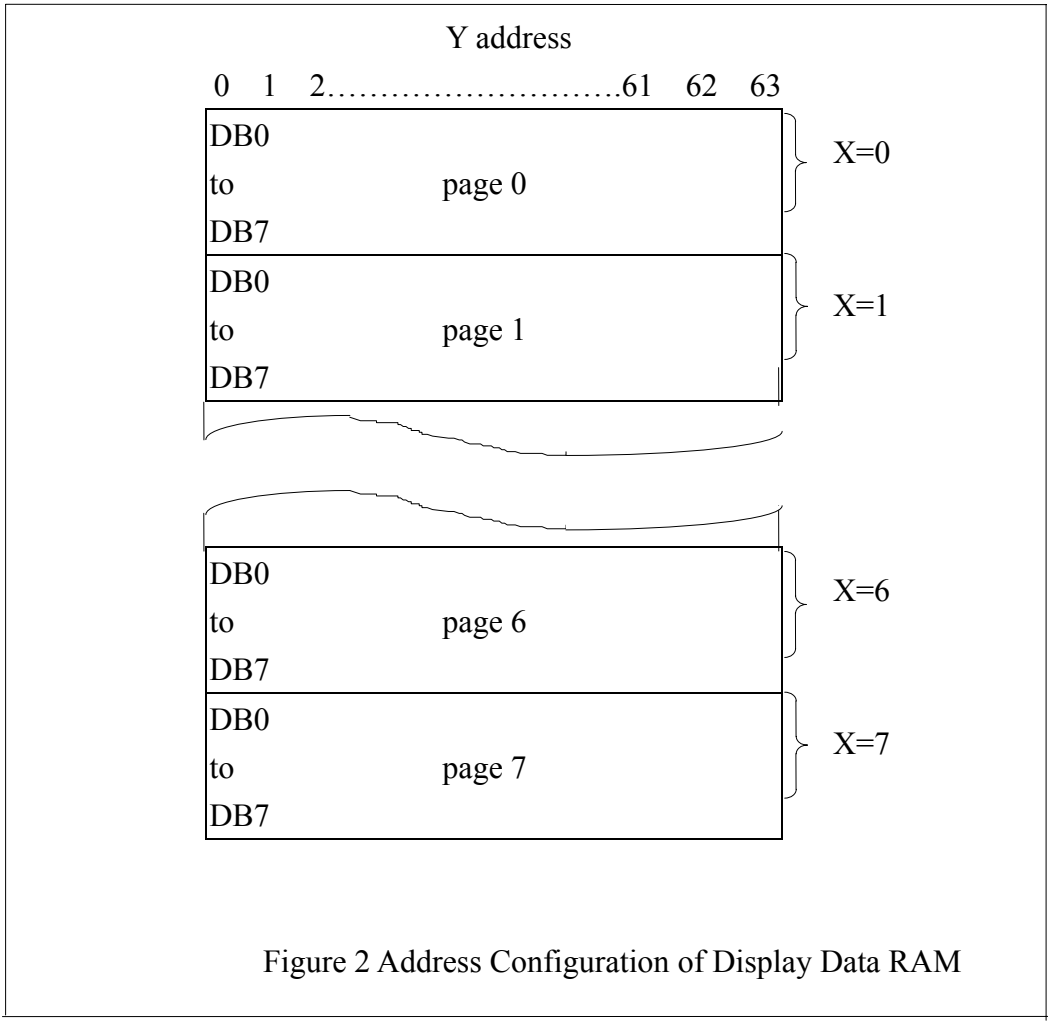 Y address
0 1 2……………………………61 62 63
DB0
X=0
to page 0
DB7
DB0
X=1
to page 1
DB7
DB0
X=6
to page 6
DB7
DB0
X=7
to page 7
DB7
Figure 2 Address Configuration of Display Data RAM